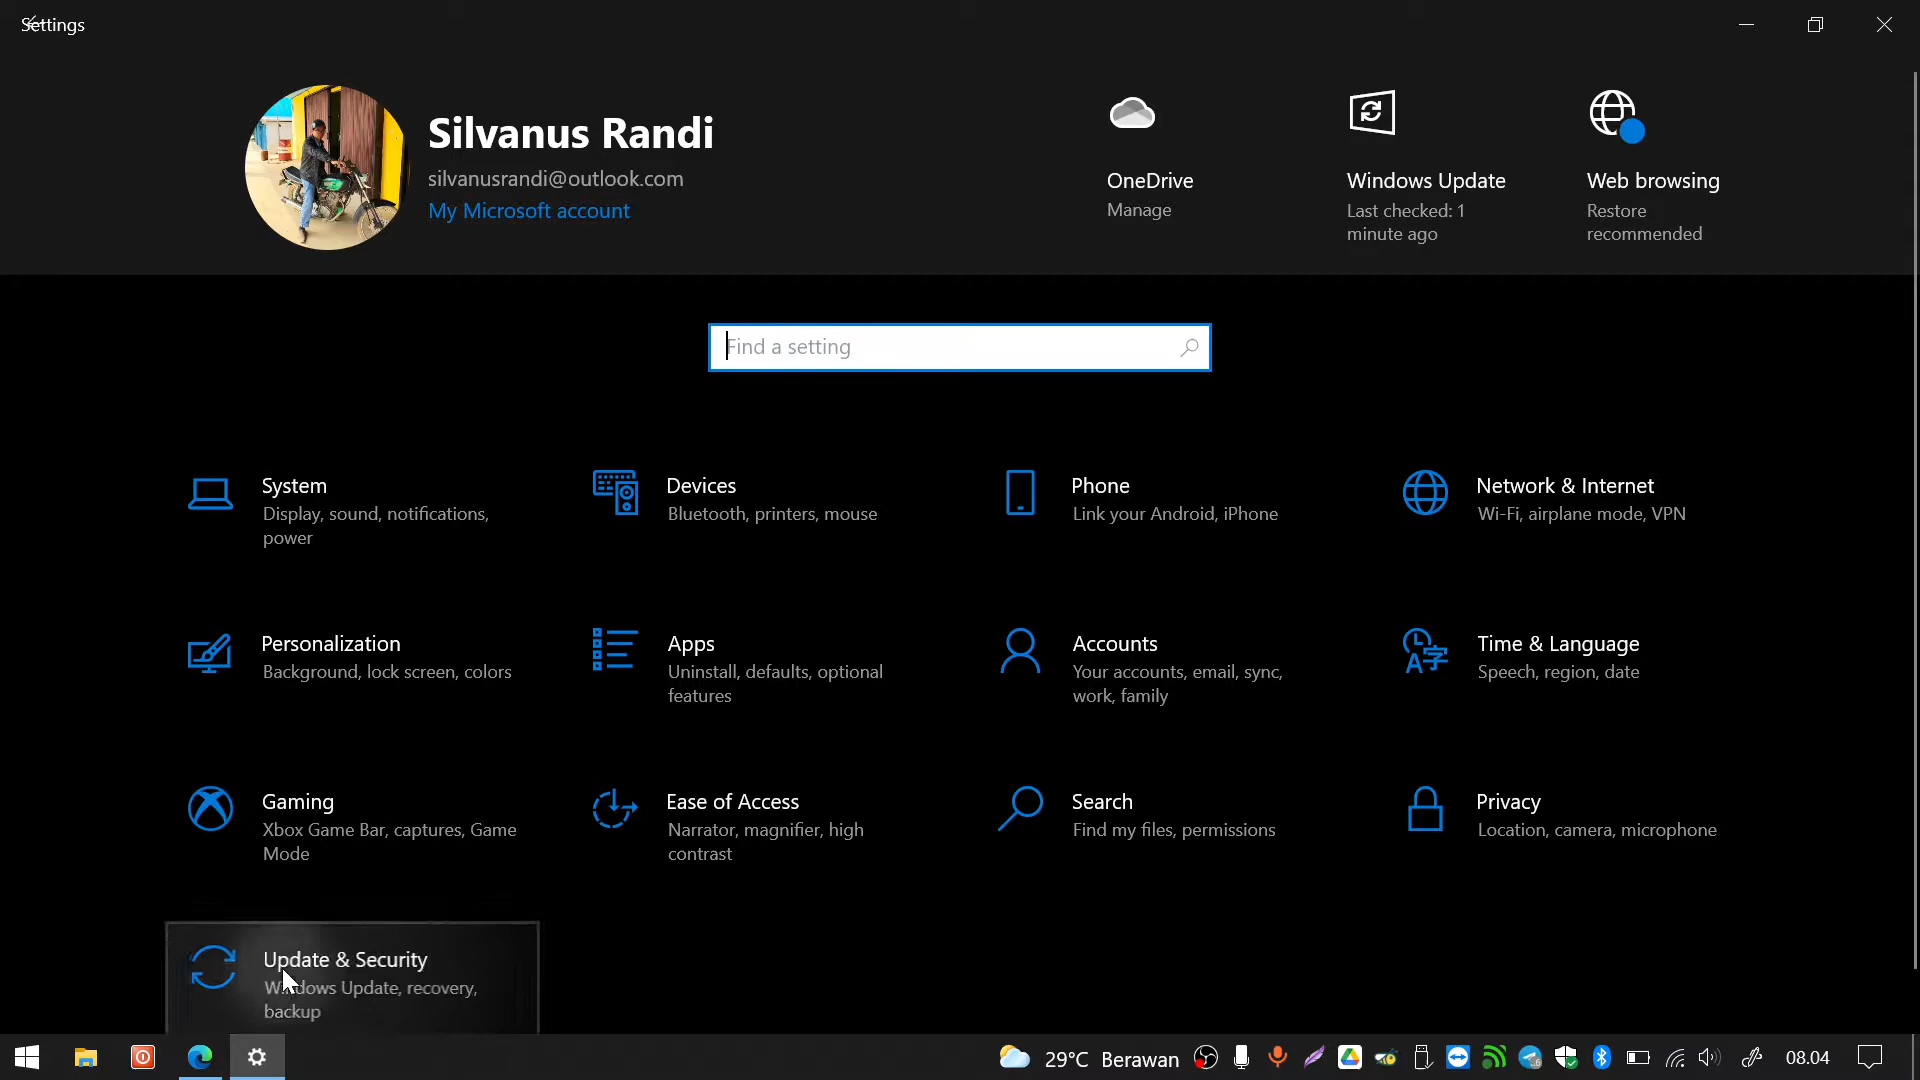 Settings
Silvanus Randi
silvanusrandi@outlook.com
My Microsoft account
OneDrive
Manage
Windows Update
Last checked: 1
minute ago
Web browsing
Restore
recommended
Find a setting
System
Display, sound, notifications,
power
Devices
Bluetooth, printers, mouse
Phone
Link your Android, iPhone
Network & Internet
Wi-Fi, airplane mode, VPN
Personalization
Background, lock screen, colors
Apps
Uninstall, defaults, optional
features
Accounts
Your accounts, email, sync,
work, family
Time & Language
Speech, region, date
Gaming
Xbox Game Bar, captures, Game
Mode
Ease of Access
Narrator, magnifier, high
contrast
Search
Find my files, permissions
Privacy
Location, camera, microphone
Update & Security
Windows Update, recovery,
backup
29°C Berawan
08.04